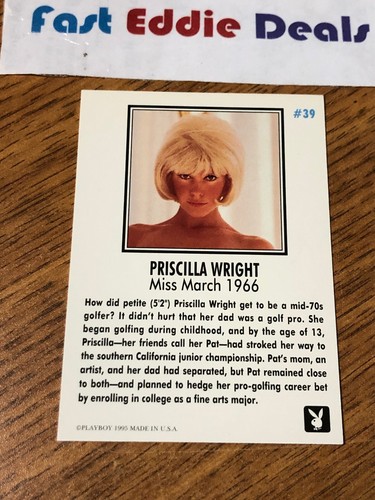 Fast Eddie Deals
#39
PRISCILLA WRIGHT
Miss March 1966
How did petite (5'2") Priscilla Wright get to be a mid-70s
golfer? It didn't hurt that her dad was a golf pro. She
began golfing during childhood, and by the age of 13,
Priscilla—her friends call her Pat—had stroked her way to
the southern California junior championship. Pat's mom, an
artist, and her dad had separated, but Pat remained close
to both—and planned to hedge her pro-golfing career bet
by enrolling in college as a fine arts major.
©PLAYBOY 1995 MADE IN U.S.A.